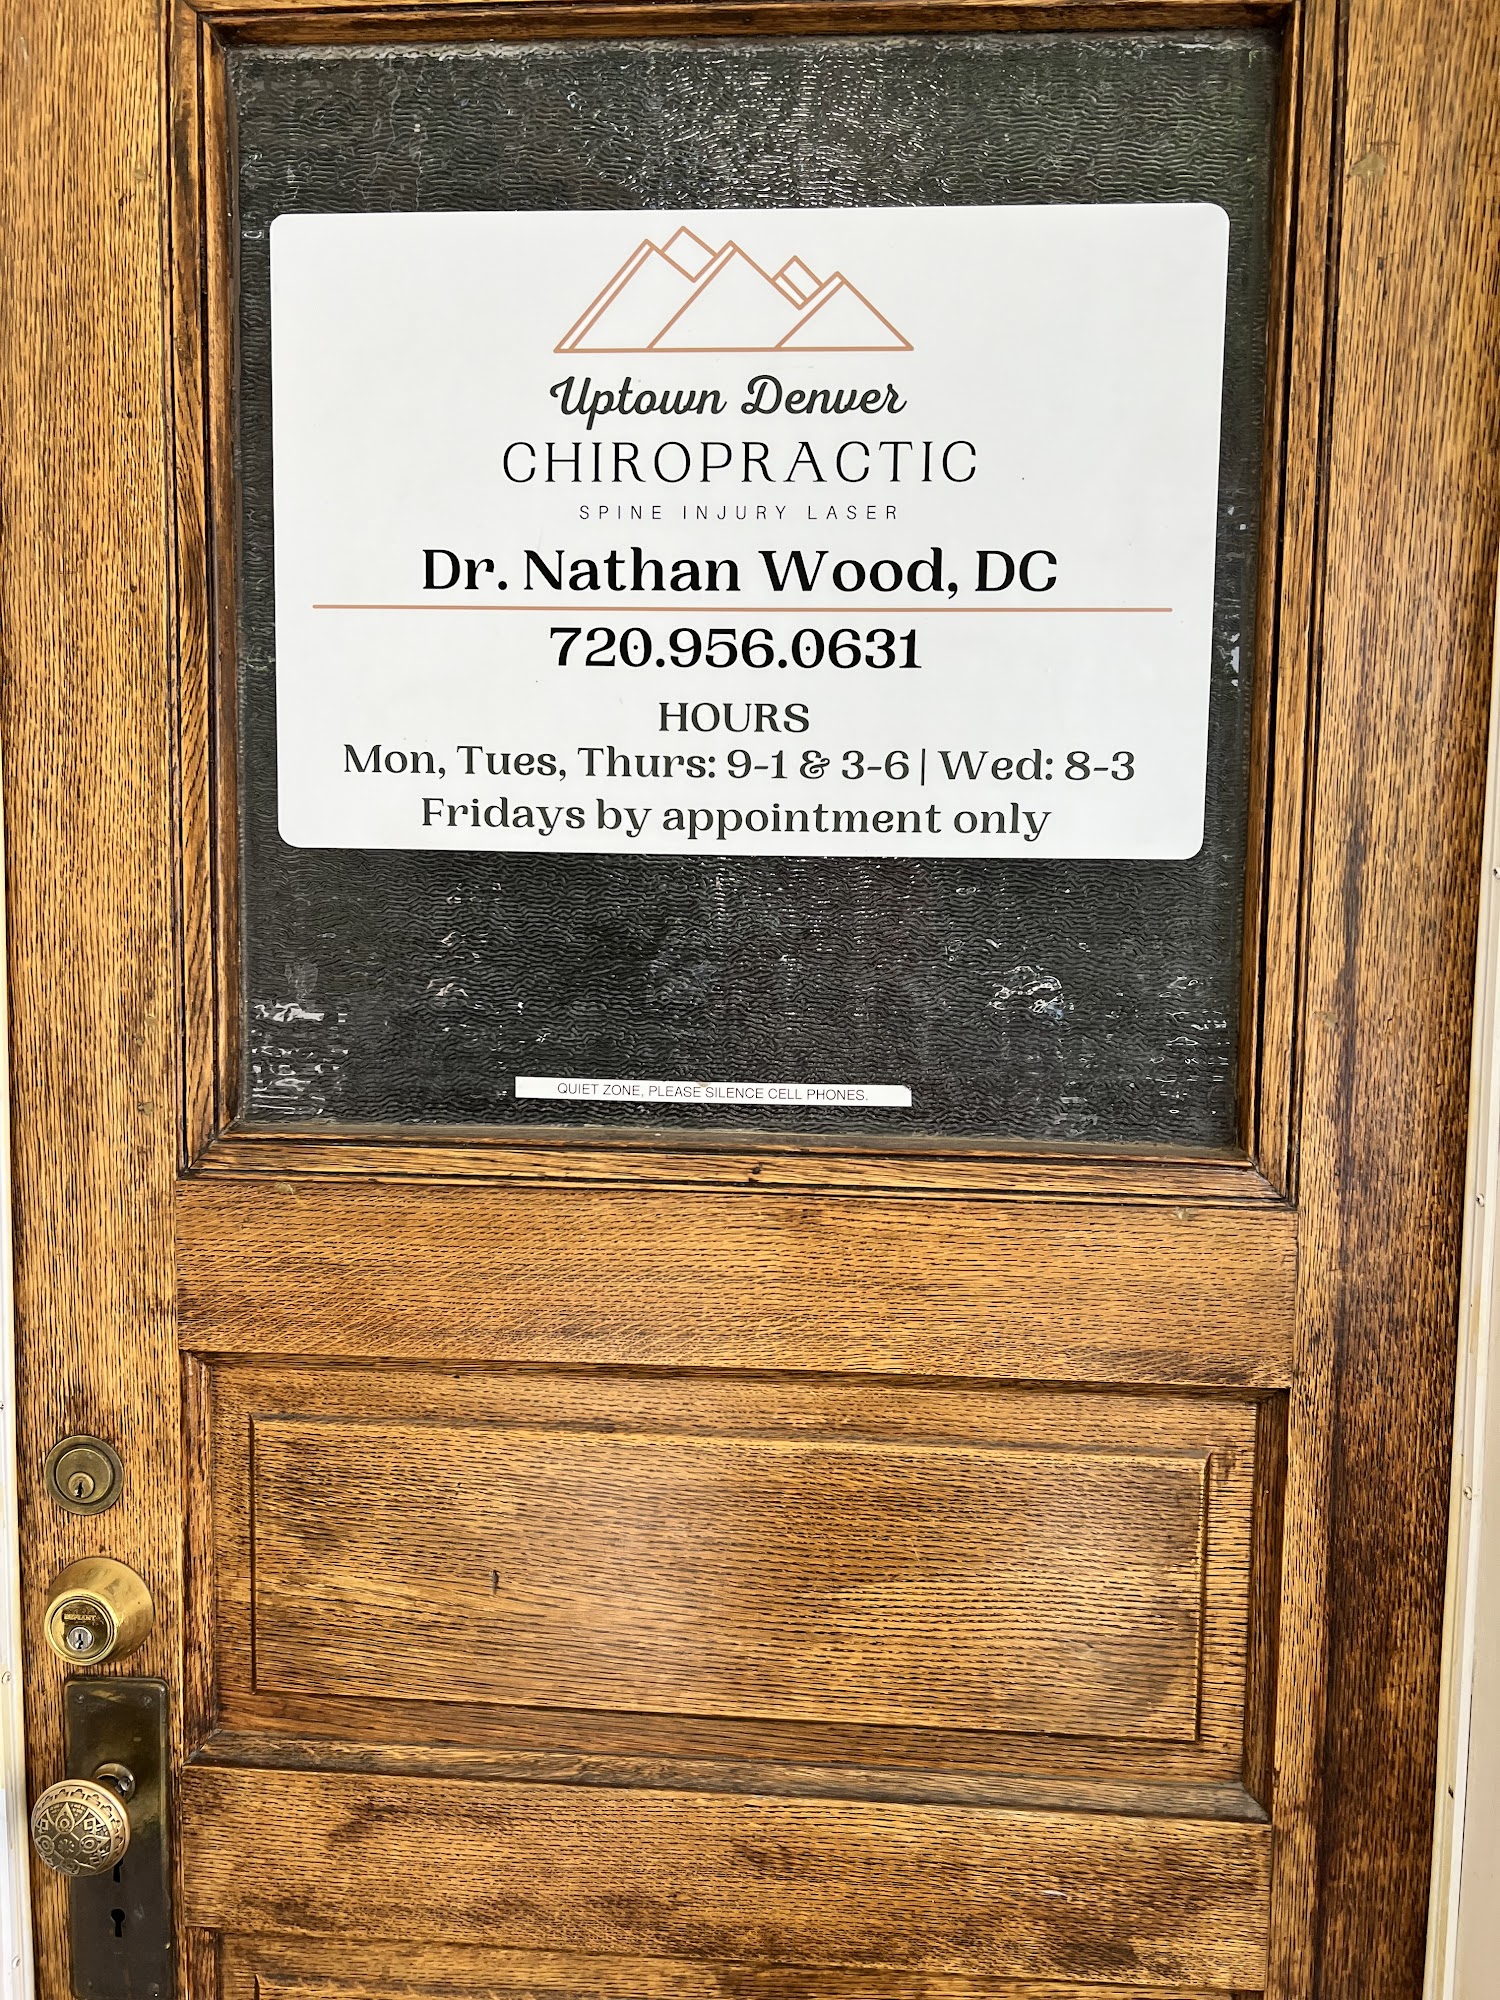 Uptown Denver
CHIROPRACTIC
SPINE INJURY LASER
Dr. Nathan Wood, DC
720.956.0631
HOURS
Mon, Tues, Thurs: 9-1 & 3-6 | Wed: 8-3
Fridays by appointment only
QUIET ZONE, PLEASE SILENCE CELL PHONES.